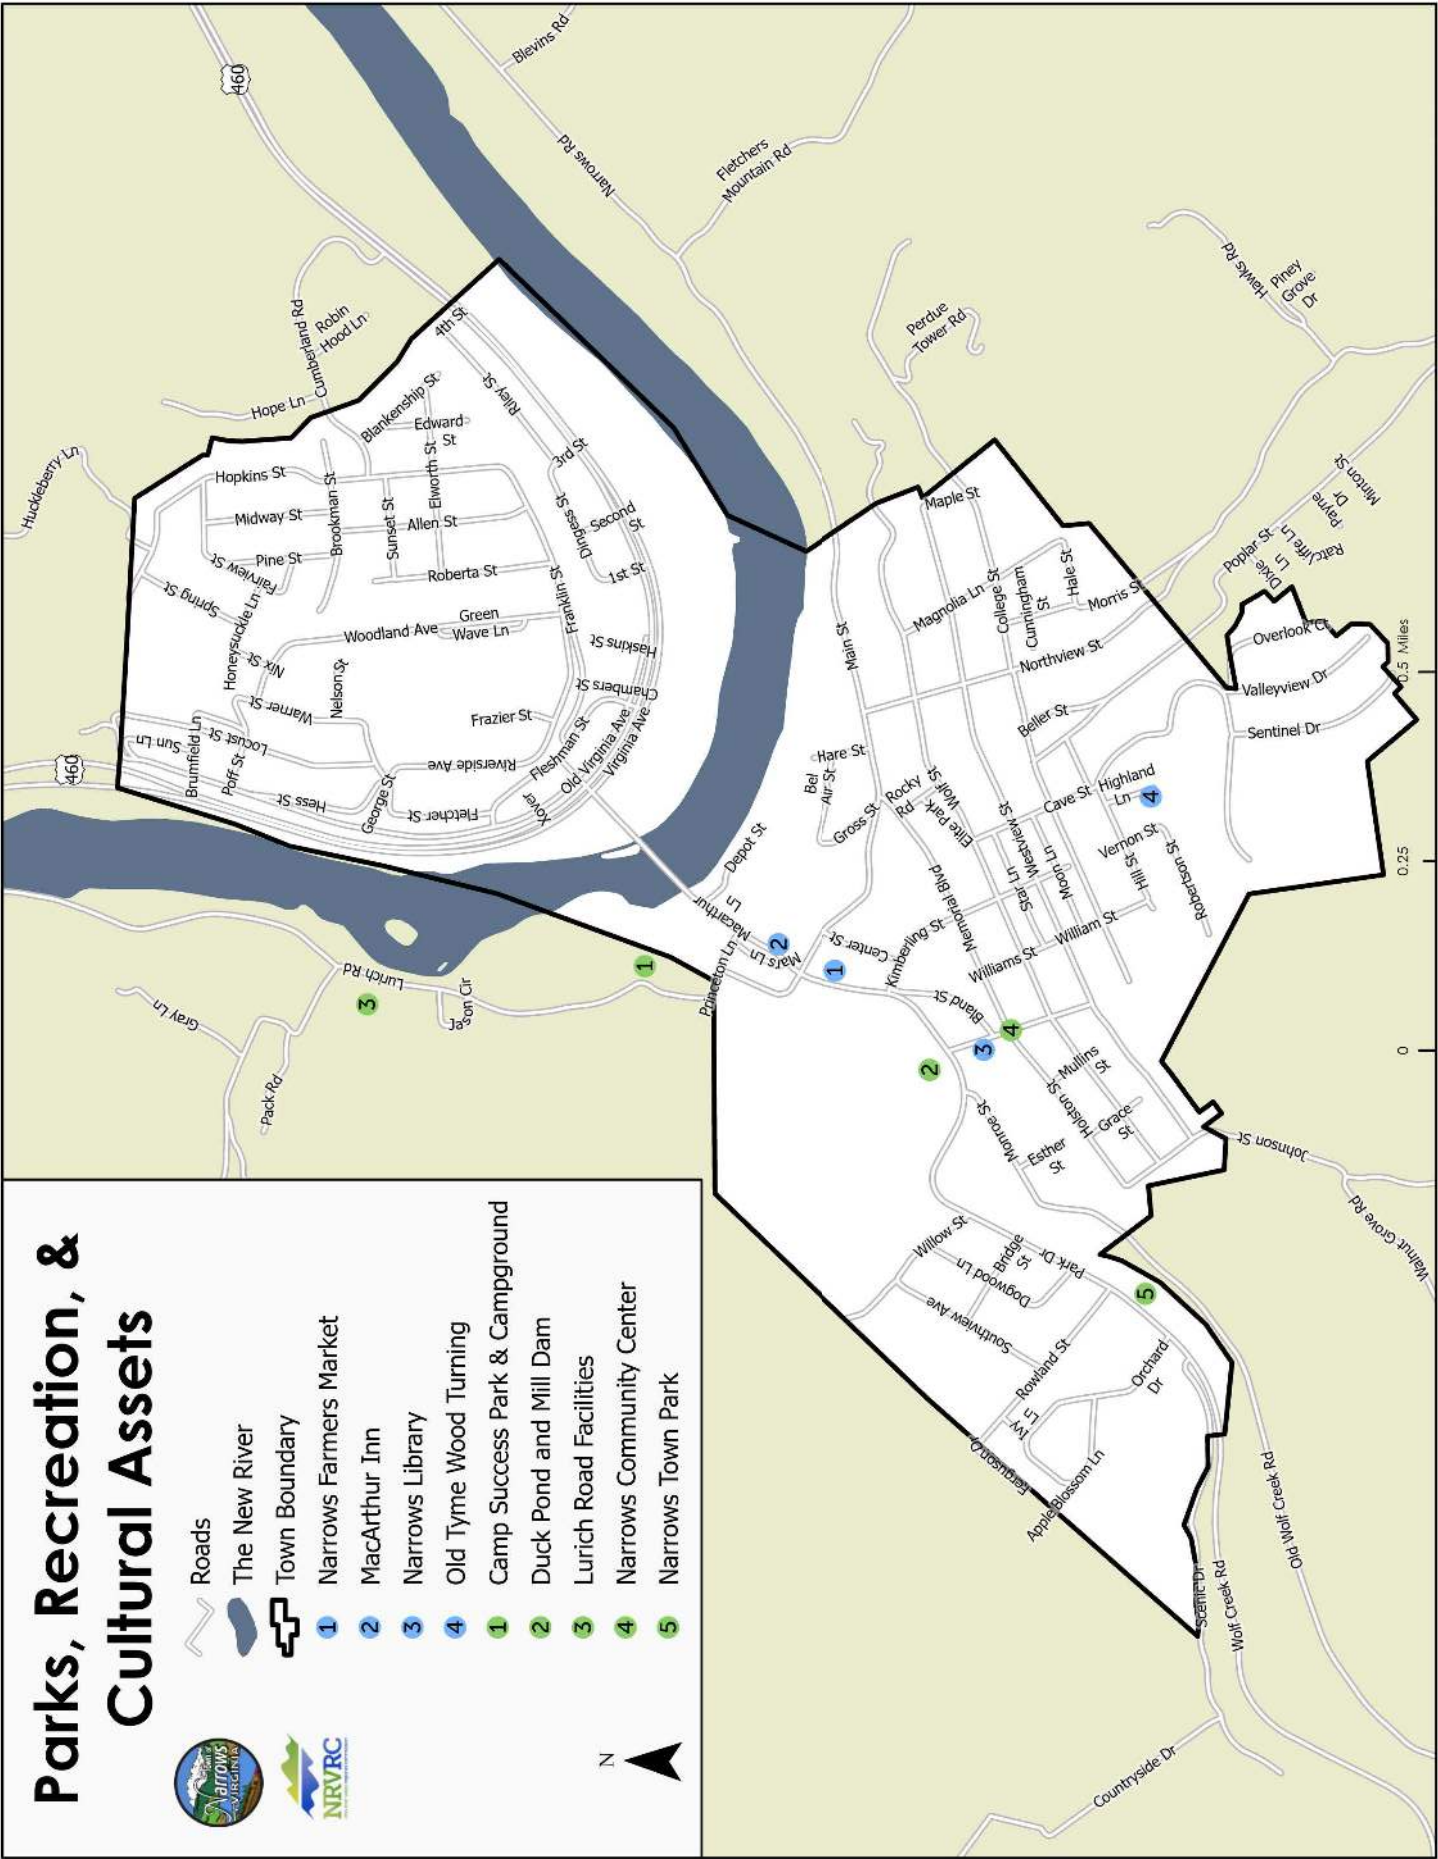 Parks, Recreation, &
Cultural Assets
Narrows
VIRGINIA
NRVRC
N
Roads
The New River
Town Boundary
1 Narrows Farmers Market
2 MacArthur Inn
3 Narrows Library
4 Old Tyme Wood Turning
1 Camp Success Park & Campground
2 Duck Pond and Mill Dam
3 Lurich Road Facilities
4 Narrows Community Center
5 Narrows Town Park
Gray Ln
Pack Rd
3
Lurich Rd
Jason Cir
1
Princeton Ln
460
Sun Ln
Brumfield Ln
Locust St
Poff St
Hess St
George St
Fletcher St
Riverside Ave
Xover
Fleshman St
Old Virginia Ave
Virginia Ave
Frazier St
Chambers St
Haskins St
Warner St
Nelson St
Nix St
Honeysuckle Ln
Spring St
Fairview St
Pine St
Midway St
Hopkins St
Brookman St
Sunset St
Allen St
Roberta St
Woodland Ave
Green
Wave Ln
Franklin St
Elworth St
Edward
St
Blankenship St
Riley St
4th St
3rd St
Dingess St
Second
St
1st St
Huckleberry Ln
Hope Ln
Cumberland Rd
Robin
Hood Ln
460
Blevins Rd
Narrows Rd
Fletchers
Mountain Rd
Perdue
Tower Rd
Hawks Rd
Piney
Grove
Dr
Maple St
Main St
Magnolia Ln
College St
Cunningham
St
Hale St
Morris St
Northview St
Beller St
Poplar St
Dixie
Ln
Ratcliffe Ln
Payne
Dr
Minton St
Overlook Ct
Valleyview Dr
Sentinel Dr
Hare St
Bel
Air St
Gross St
Rocky
Rd
Wolf St
Elite Park
Westview St
Star Ln
Moon Ln
Cave St
Highland
Ln
4
Vernon St
Hill St
Robertson St
William St
Williams St
Memorial Blvd
Kimberling St
Center St
Depot St
Macarthur
Ln
Mars Ln
2
1
Bland St
2
3
4
Mullins
St
Holston St
Grace
St
Monroe St
Esther
St
Johnson St
Walnut Grove Rd
Willow St
Bridge
St
Dogwood Ln
Park Dr
Southview Ave
Rowland St
5
Orchard
Dr
Ivy
Ln
Ferguson Dr
Apple Blossom Ln
Scenic Dr
Wolf Creek Rd
Old Wolf Creek Rd
Countryside Dr
0
0.25
0.5 Miles